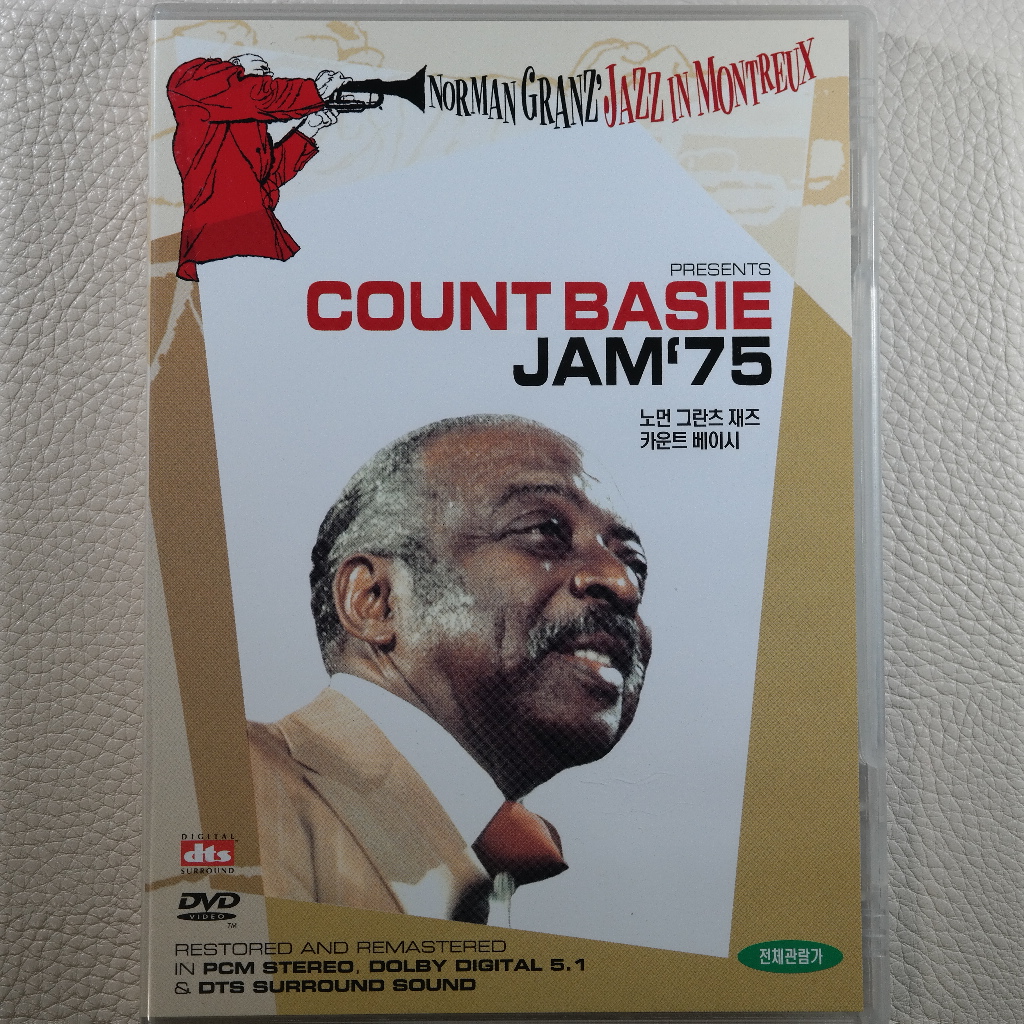 NORMAN GRANZ' JAZZ IN MONTREUX
PRESENTS
COUNT BASIE
JAM '75
노먼 그란츠 재즈
카운트 베이시
DIGITAL
dts
SURROUND
DVD
VIDEO
TM
RESTORED AND REMASTERED
IN PCM STEREO, DOLBY DIGITAL 5.1
& DTS SURROUND SOUND
전체관람가